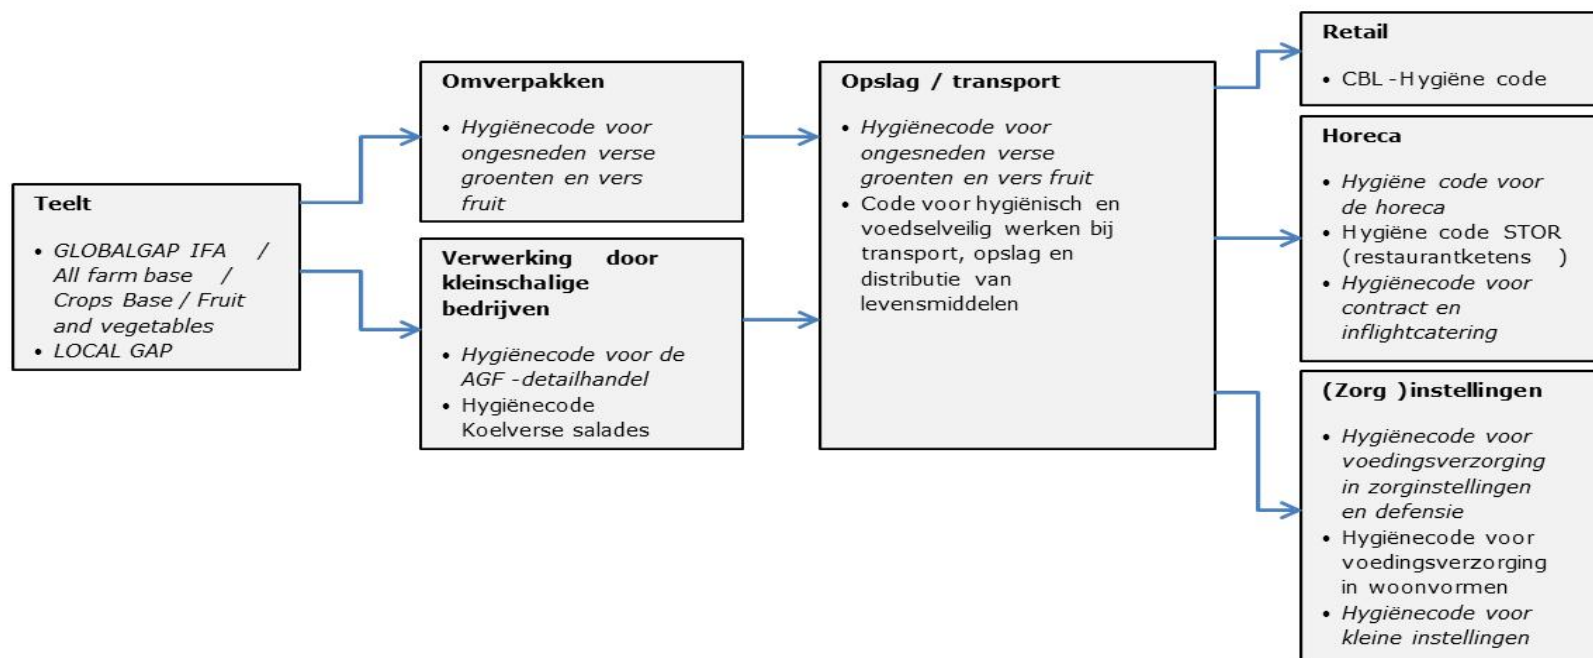 Teelt
• GLOBALGAP IFA /
All farm base /
Crops Base / Fruit
and vegetables
• LOCAL GAP
Omverpakken
• Hygiënecode voor
ongesneden verse
groenten en vers
fruit
Verwerking door
kleinschalige
bedrijven
• Hygiënecode voor de
AGF -detailhandel
• Hygiënecode
Koelverse salades
Opslag / transport
• Hygiënecode voor
ongesneden verse
groenten en vers fruit
• Code voor hygiënisch en
voedselveilig werken bij
transport, opslag en
distributie van
levensmiddelen
Retail
• CBL -Hygiëne code
Horeca
• Hygiëne code voor
de horeca
• Hygiëne code STOR
(restaurantketens )
• Hygiënecode voor
contract en
inflightcatering
(Zorg )instellingen
• Hygiënecode voor
voedingsverzorging
in zorginstellingen
en defensie
• Hygiënecode voor
voedingsverzorging
in woonvormen
• Hygiënecode voor
kleine instellingen